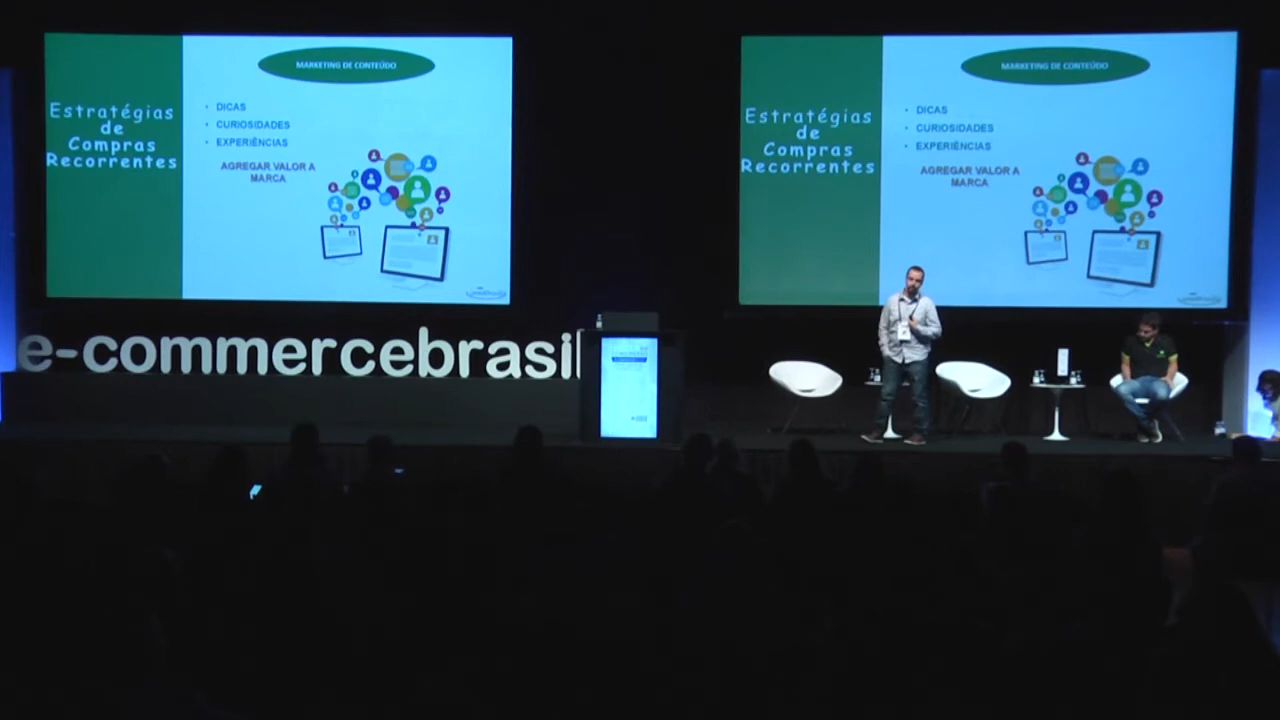 Estratégias
de
Compras
Recorrentes
MARKETING DE CONTEÚDO
• DICAS
• CURIOSIDADES
• EXPERIÊNCIAS
AGREGAR VALOR A
MARCA
Estratégias
de
Compras
Recorrentes
MARKETING DE CONTEÚDO
• DICAS
• CURIOSIDADES
• EXPERIÊNCIAS
AGREGAR VALOR A
MARCA
e-commercebrasil